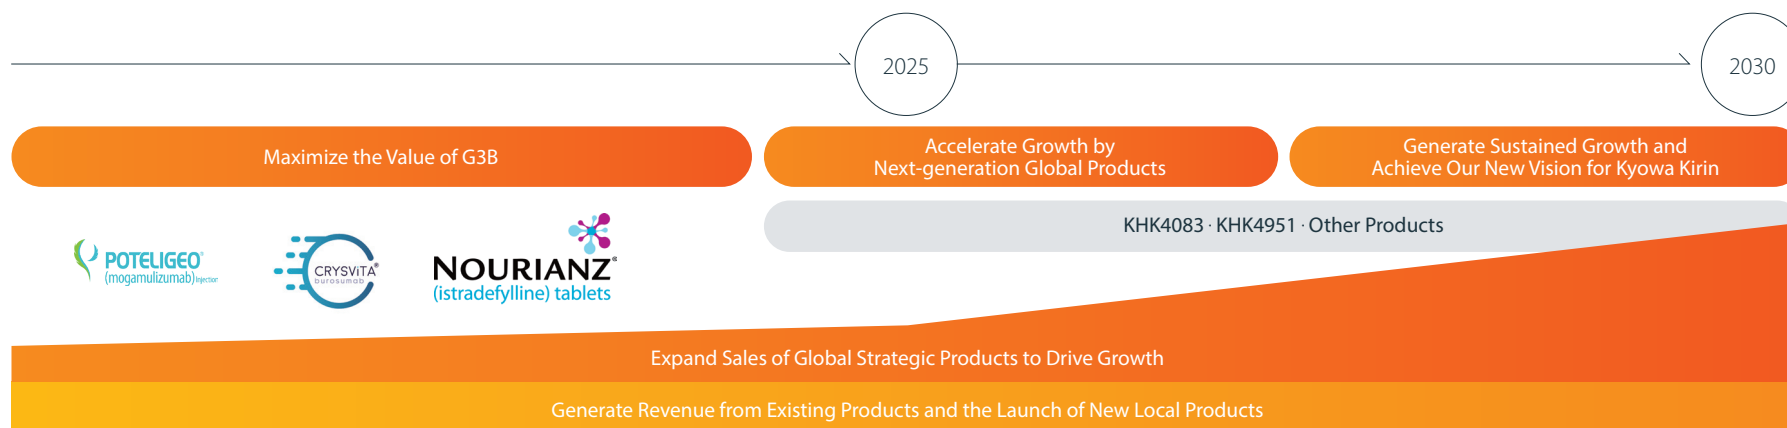 2025
2030
Maximize the Value of G3B
Accelerate Growth by
Next-generation Global Products
Generate Sustained Growth and
Achieve Our New Vision for Kyowa Kirin
KHK4083 · KHK4951 · Other Products
POTELIGEO®
(mogamulizumab) Injection
CRYSViTA®
burosumab
NOURIANZ®
(istradefylline) tablets
Expand Sales of Global Strategic Products to Drive Growth
Generate Revenue from Existing Products and the Launch of New Local Products